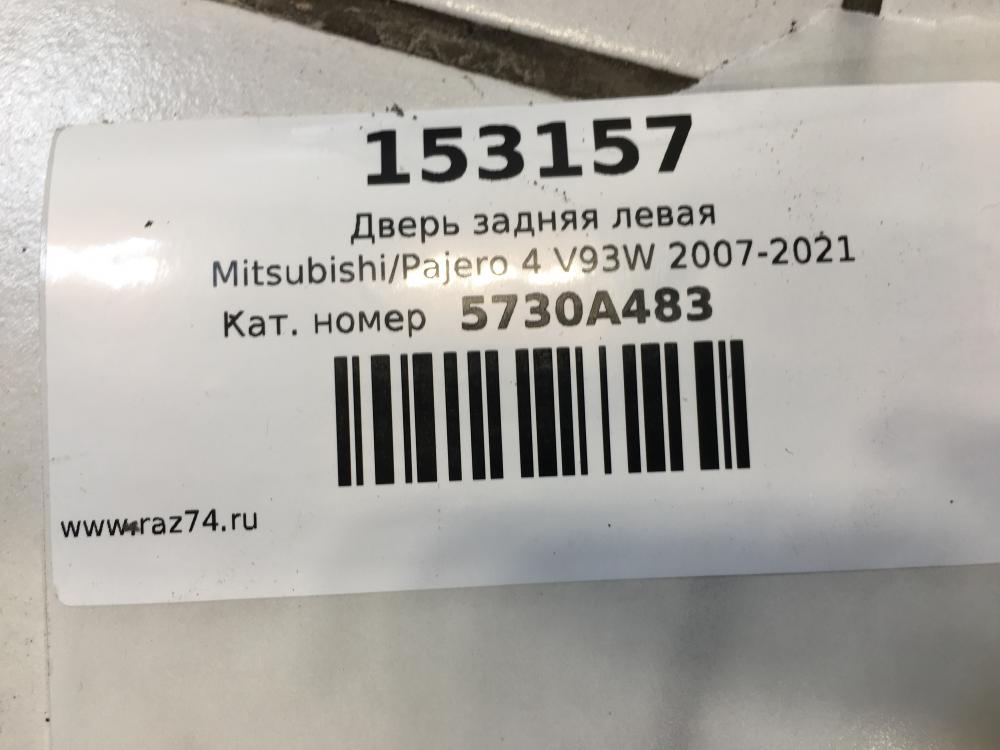 153157
Дверь задняя левая
Mitsubishi/Pajero 4 V93W 2007-2021
Кат. номер 5730A483
www.raz74.ru